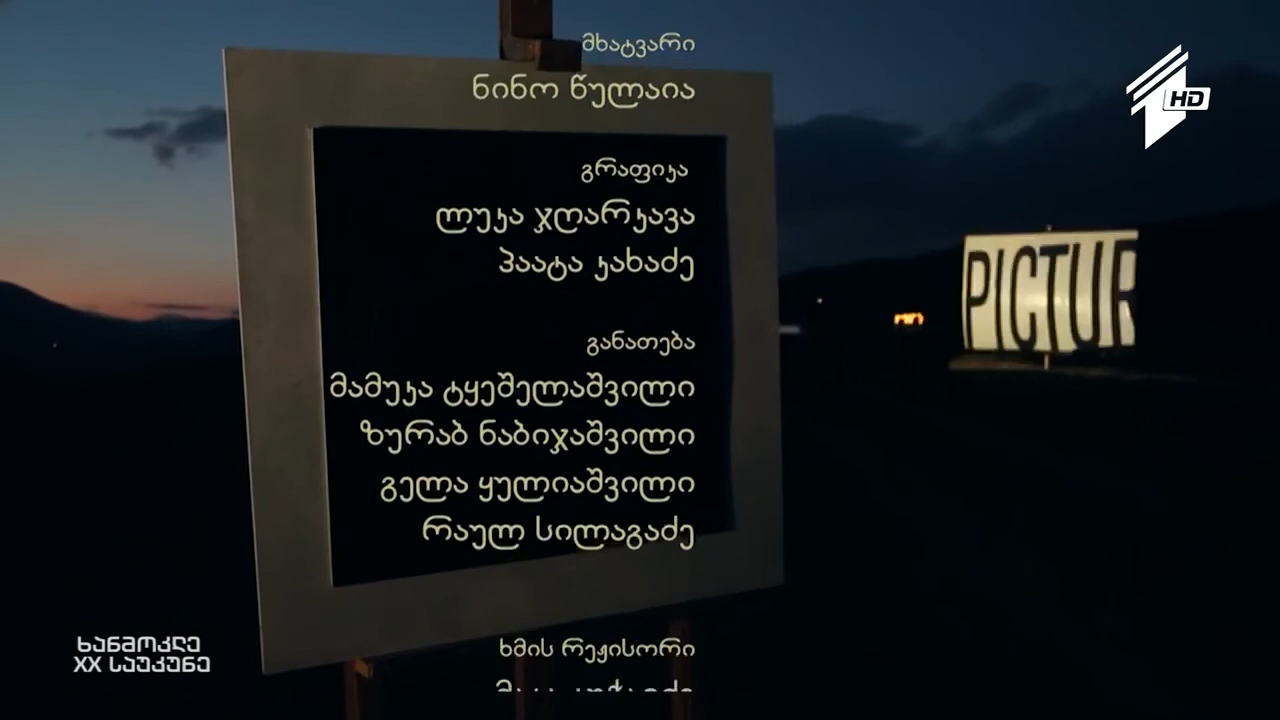 მხატვარი
ნინო წულაია
გრაფიკა
ლუკა ჯღარკავა
პაატა კახაძე
განათება
მამუკა ტყეშელაშვილი
ზურაბ ნაბიჯაშვილი
გელა ყულიაშვილი
რაულ სილაგაძე
ხმის რეჟისორი
HD
PICTUR
ხანმოკლე
XX საუკუნე